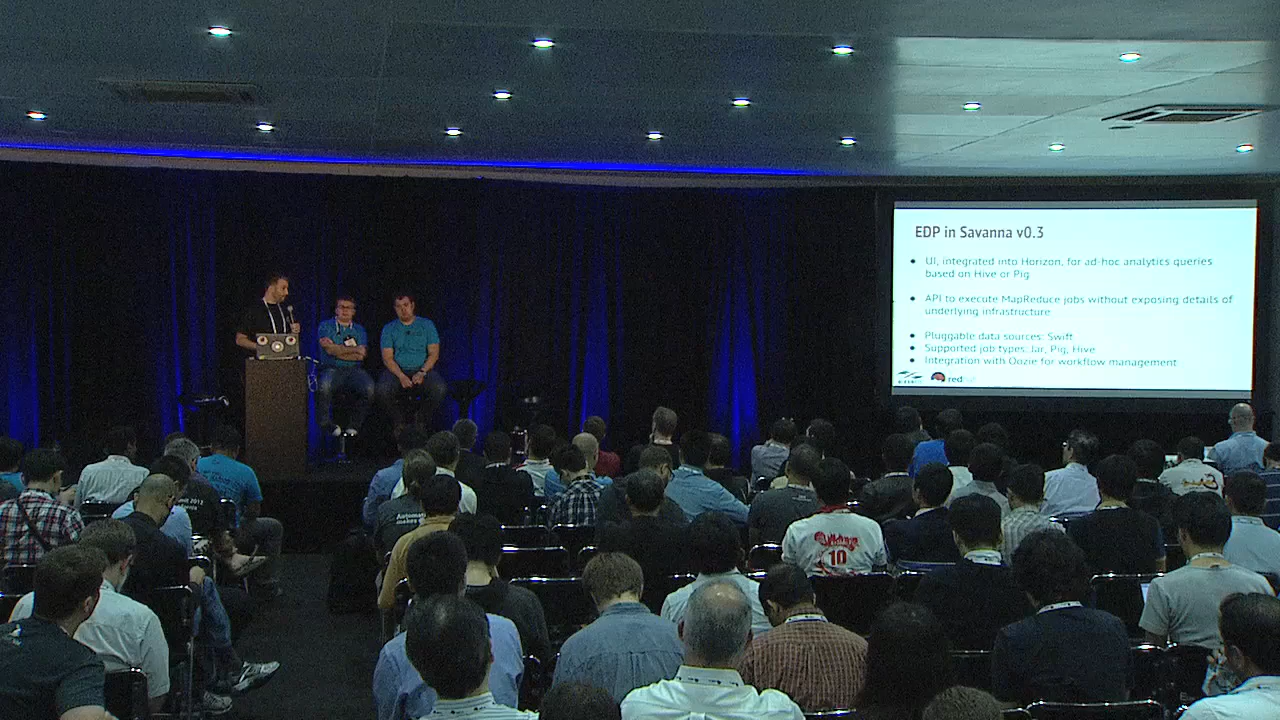 EDP in Savanna v0.3
UI, integrated into Horizon, for ad-hoc analytics queries
based on Hive or Pig
API to execute MapReduce jobs without exposing details of
underlying infrastructure
Pluggable data sources: Swift
Supported job types: Jar, Pig, Hive
Integration with Oozie for workflow management
red
10